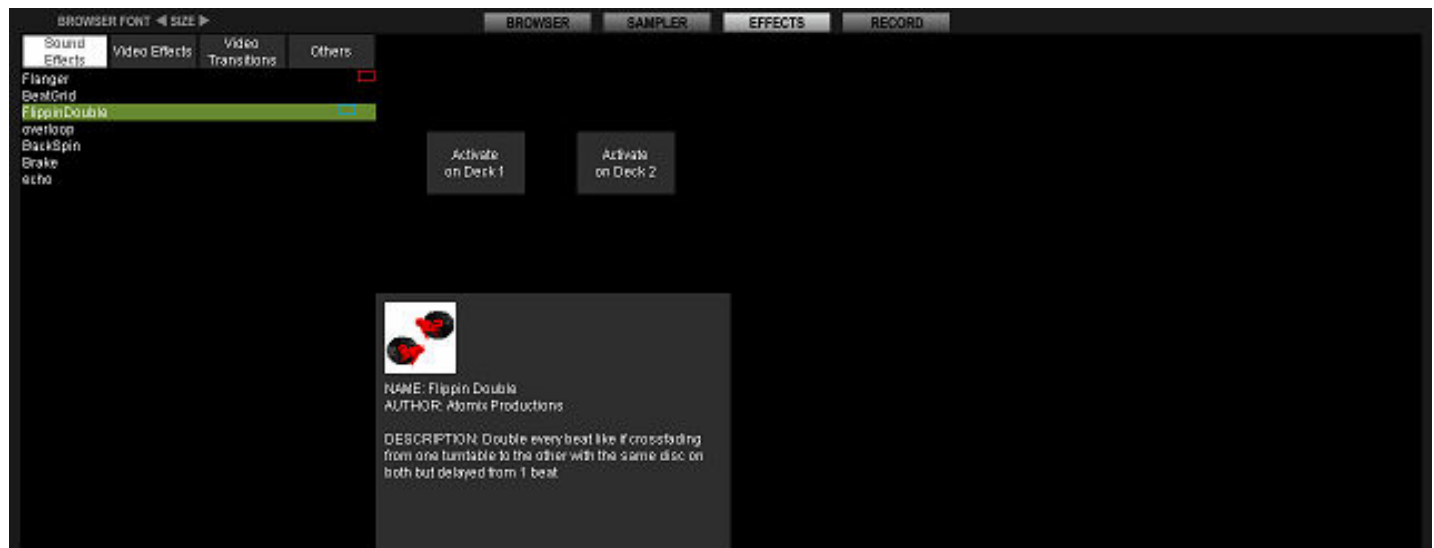 BROWSER FONT ◀ SIZE ▶
BROWSER
SAMPLER
EFFECTS
RECORD
Sound
Effects
Video Effects
Video
Transitions
Others
Flanger
BeatGrid
FlippinDouble
overloop
BackSpin
Brake
echo
Activate
on Deck 1
Activate
on Deck 2
NAME: Flippin Double
AUTHOR: Atomix Productions
DESCRIPTION: Double every beat like if crossfading
from one turntable to the other with the same disc on
both but delayed from 1 beat